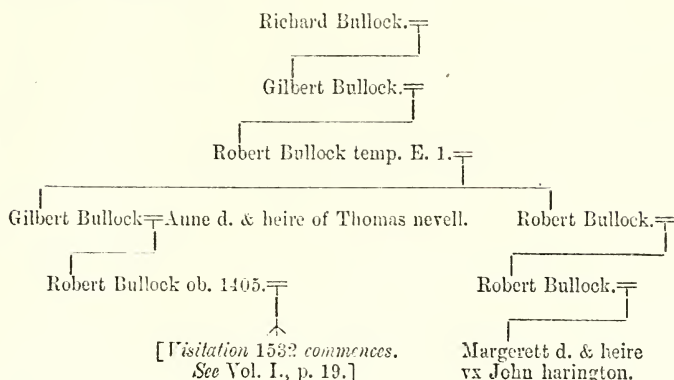 Richard Bullock.
Gilbert Bullock.
Robert Bullock temp. E. 1.
Gilbert Bullock Anne d. & heire of Thomas nevell. Robert Bullock.
Robert Bullock ob. 1405. Robert Bullock.
[Visitation 1532 commences. Margerett d. & heire
See Vol. I., p. 19.] vx John harington.